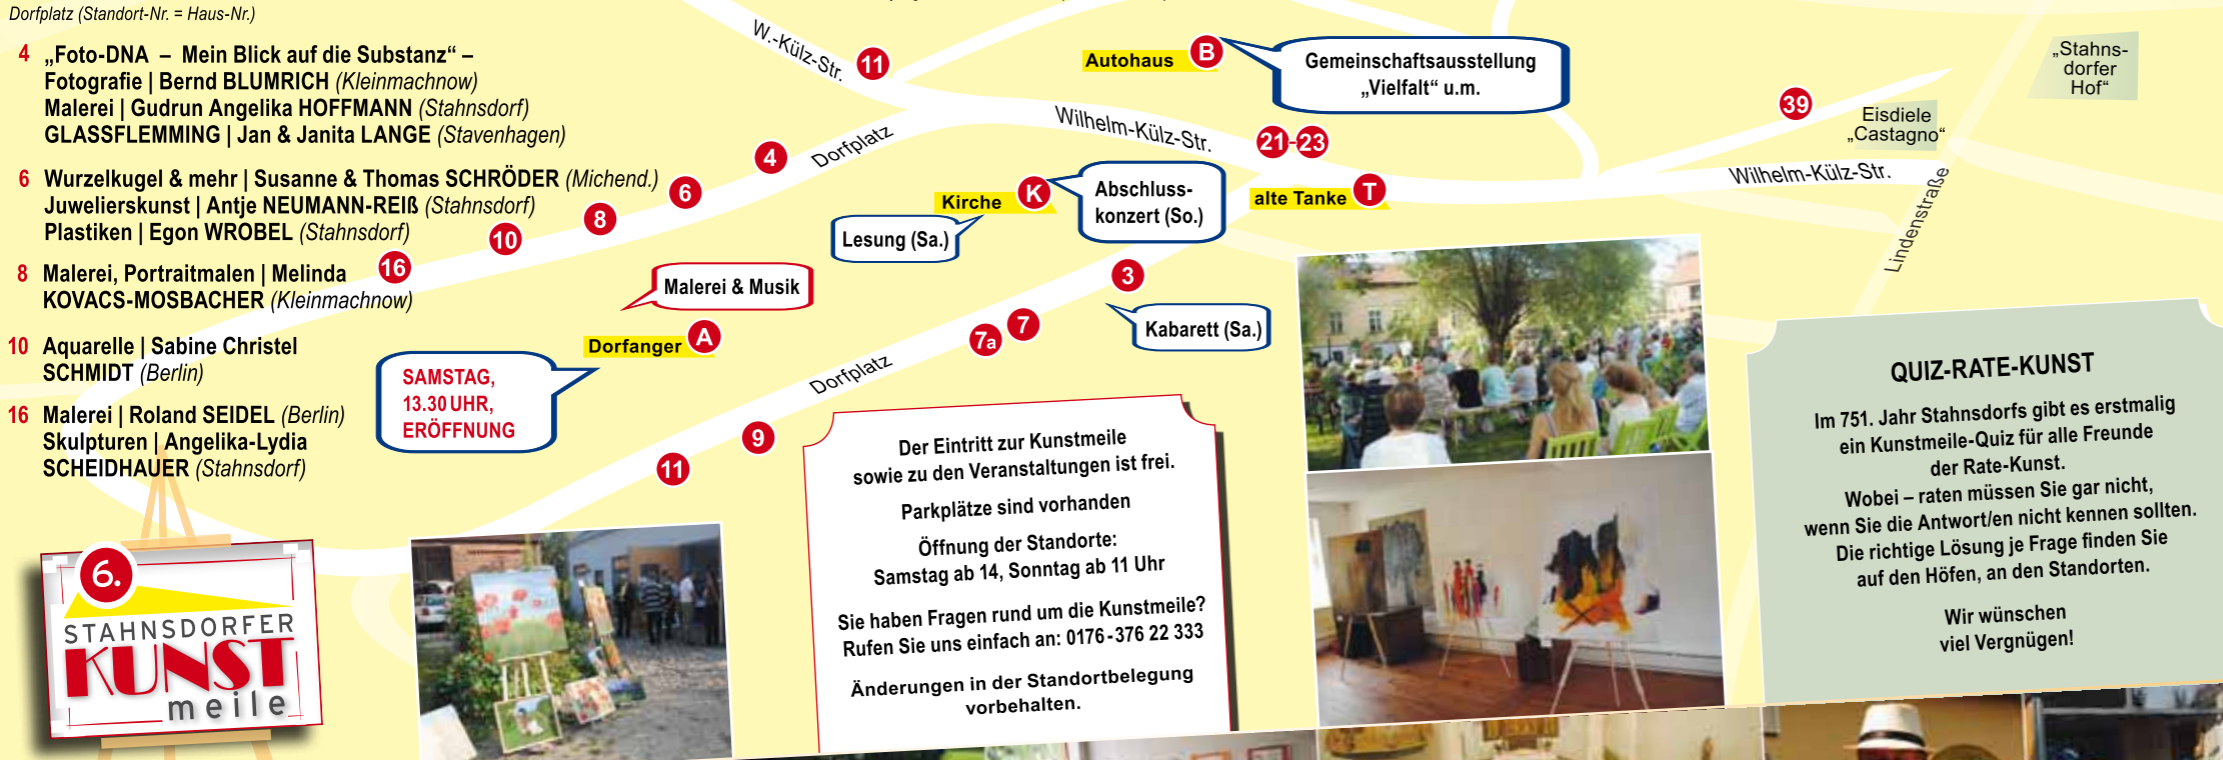 Dorfplatz (Standort-Nr. = Haus-Nr.)
4 „Foto-DNA – Mein Blick auf die Substanz“ –
Fotografie | Bernd BLUMRICH (Kleinmachnow)
Malerei | Gudrun Angelika HOFFMANN (Stahnsdorf)
GLASSFLEMMING | Jan & Janita LANGE (Stavenhagen)
6 Wurzelkugel & mehr | Susanne & Thomas SCHRÖDER (Michend.)
Juwelierskunst | Antje NEUMANN-REIß (Stahnsdorf)
Plastiken | Egon WROBEL (Stahnsdorf)
8 Malerei, Portraitmalen | Melinda
KOVACS-MOSBACHER (Kleinmachnow)
10 Aquarelle | Sabine Christel
SCHMIDT (Berlin)
16 Malerei | Roland SEIDEL (Berlin)
Skulpturen | Angelika-Lydia
SCHEIDHAUER (Stahnsdorf)
6.
STAHNSDORFER
KUNST
meile
W.-Külz-Str.
11
Autohaus B
Gemeinschaftsausstellung
„Vielfalt“ u.m.
„Stahns-
dorfer
Hof“
39
Eisdiele
„Castagno“
Wilhelm-Külz-Str.
21-23
Dorfplatz
4
6
8
10
16
Kirche K
Abschluss-
konzert (So.)
Lesung (Sa.)
alte Tanke T
Wilhelm-Külz-Str.
Lindenstraße
Malerei & Musik
Dorfanger A
SAMSTAG,
13.30 UHR,
ERÖFFNUNG
3
Kabarett (Sa.)
7
7a
Dorfplatz
9
11
Der Eintritt zur Kunstmeile
sowie zu den Veranstaltungen ist frei.
Parkplätze sind vorhanden
Öffnung der Standorte:
Samstag ab 14, Sonntag ab 11 Uhr
Sie haben Fragen rund um die Kunstmeile?
Rufen Sie uns einfach an: 0176-376 22 333
Änderungen in der Standortbelegung
vorbehalten.
QUIZ-RATE-KUNST
Im 751. Jahr Stahnsdorfs gibt es erstmalig
ein Kunstmeile-Quiz für alle Freunde
der Rate-Kunst.
Wobei – raten müssen Sie gar nicht,
wenn Sie die Antwort/en nicht kennen sollten.
Die richtige Lösung je Frage finden Sie
auf den Höfen, an den Standorten.
Wir wünschen
viel Vergnügen!